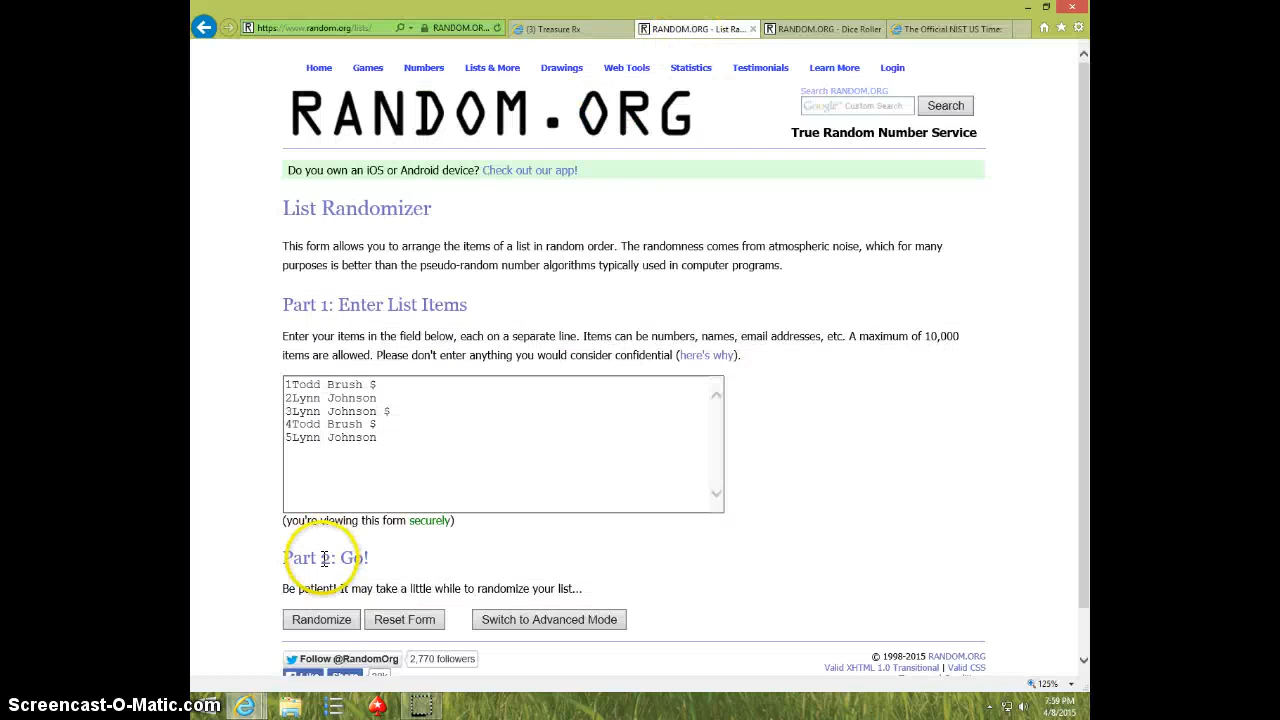 https://www.random.org/lists/
RANDOM.OR...
(3) Treasure Rx
RANDOM.ORG - List Ra...
RANDOM.ORG - Dice Roller
The Official NIST US Time:
Home Games Numbers Lists & More Drawings Web Tools Statistics Testimonials Learn More Login
Search RANDOM.ORG
RANDOM.ORG
Google™ Custom Search Search
True Random Number Service
Do you own an iOS or Android device? Check out our app!
List Randomizer
This form allows you to arrange the items of a list in random order. The randomness comes from atmospheric noise, which for many
purposes is better than the pseudo-random number algorithms typically used in computer programs.
Part 1: Enter List Items
Enter your items in the field below, each on a separate line. Items can be numbers, names, email addresses, etc. A maximum of 10,000
items are allowed. Please don't enter anything you would consider confidential (here's why).
1Todd Brush $
2Lynn Johnson
3Lynn Johnson $
4Todd Brush $
5Lynn Johnson
(you're viewing this form securely)
Part 2: Go!
Be patient! It may take a little while to randomize your list...
Randomize Reset Form Switch to Advanced Mode
Follow @RandomOrg 2,770 followers
© 1998-2015 RANDOM.ORG
Valid XHTML 1.0 Transitional | Valid CSS
125%
7:59 PM
4/8/2015
Screencast-O-Matic.com